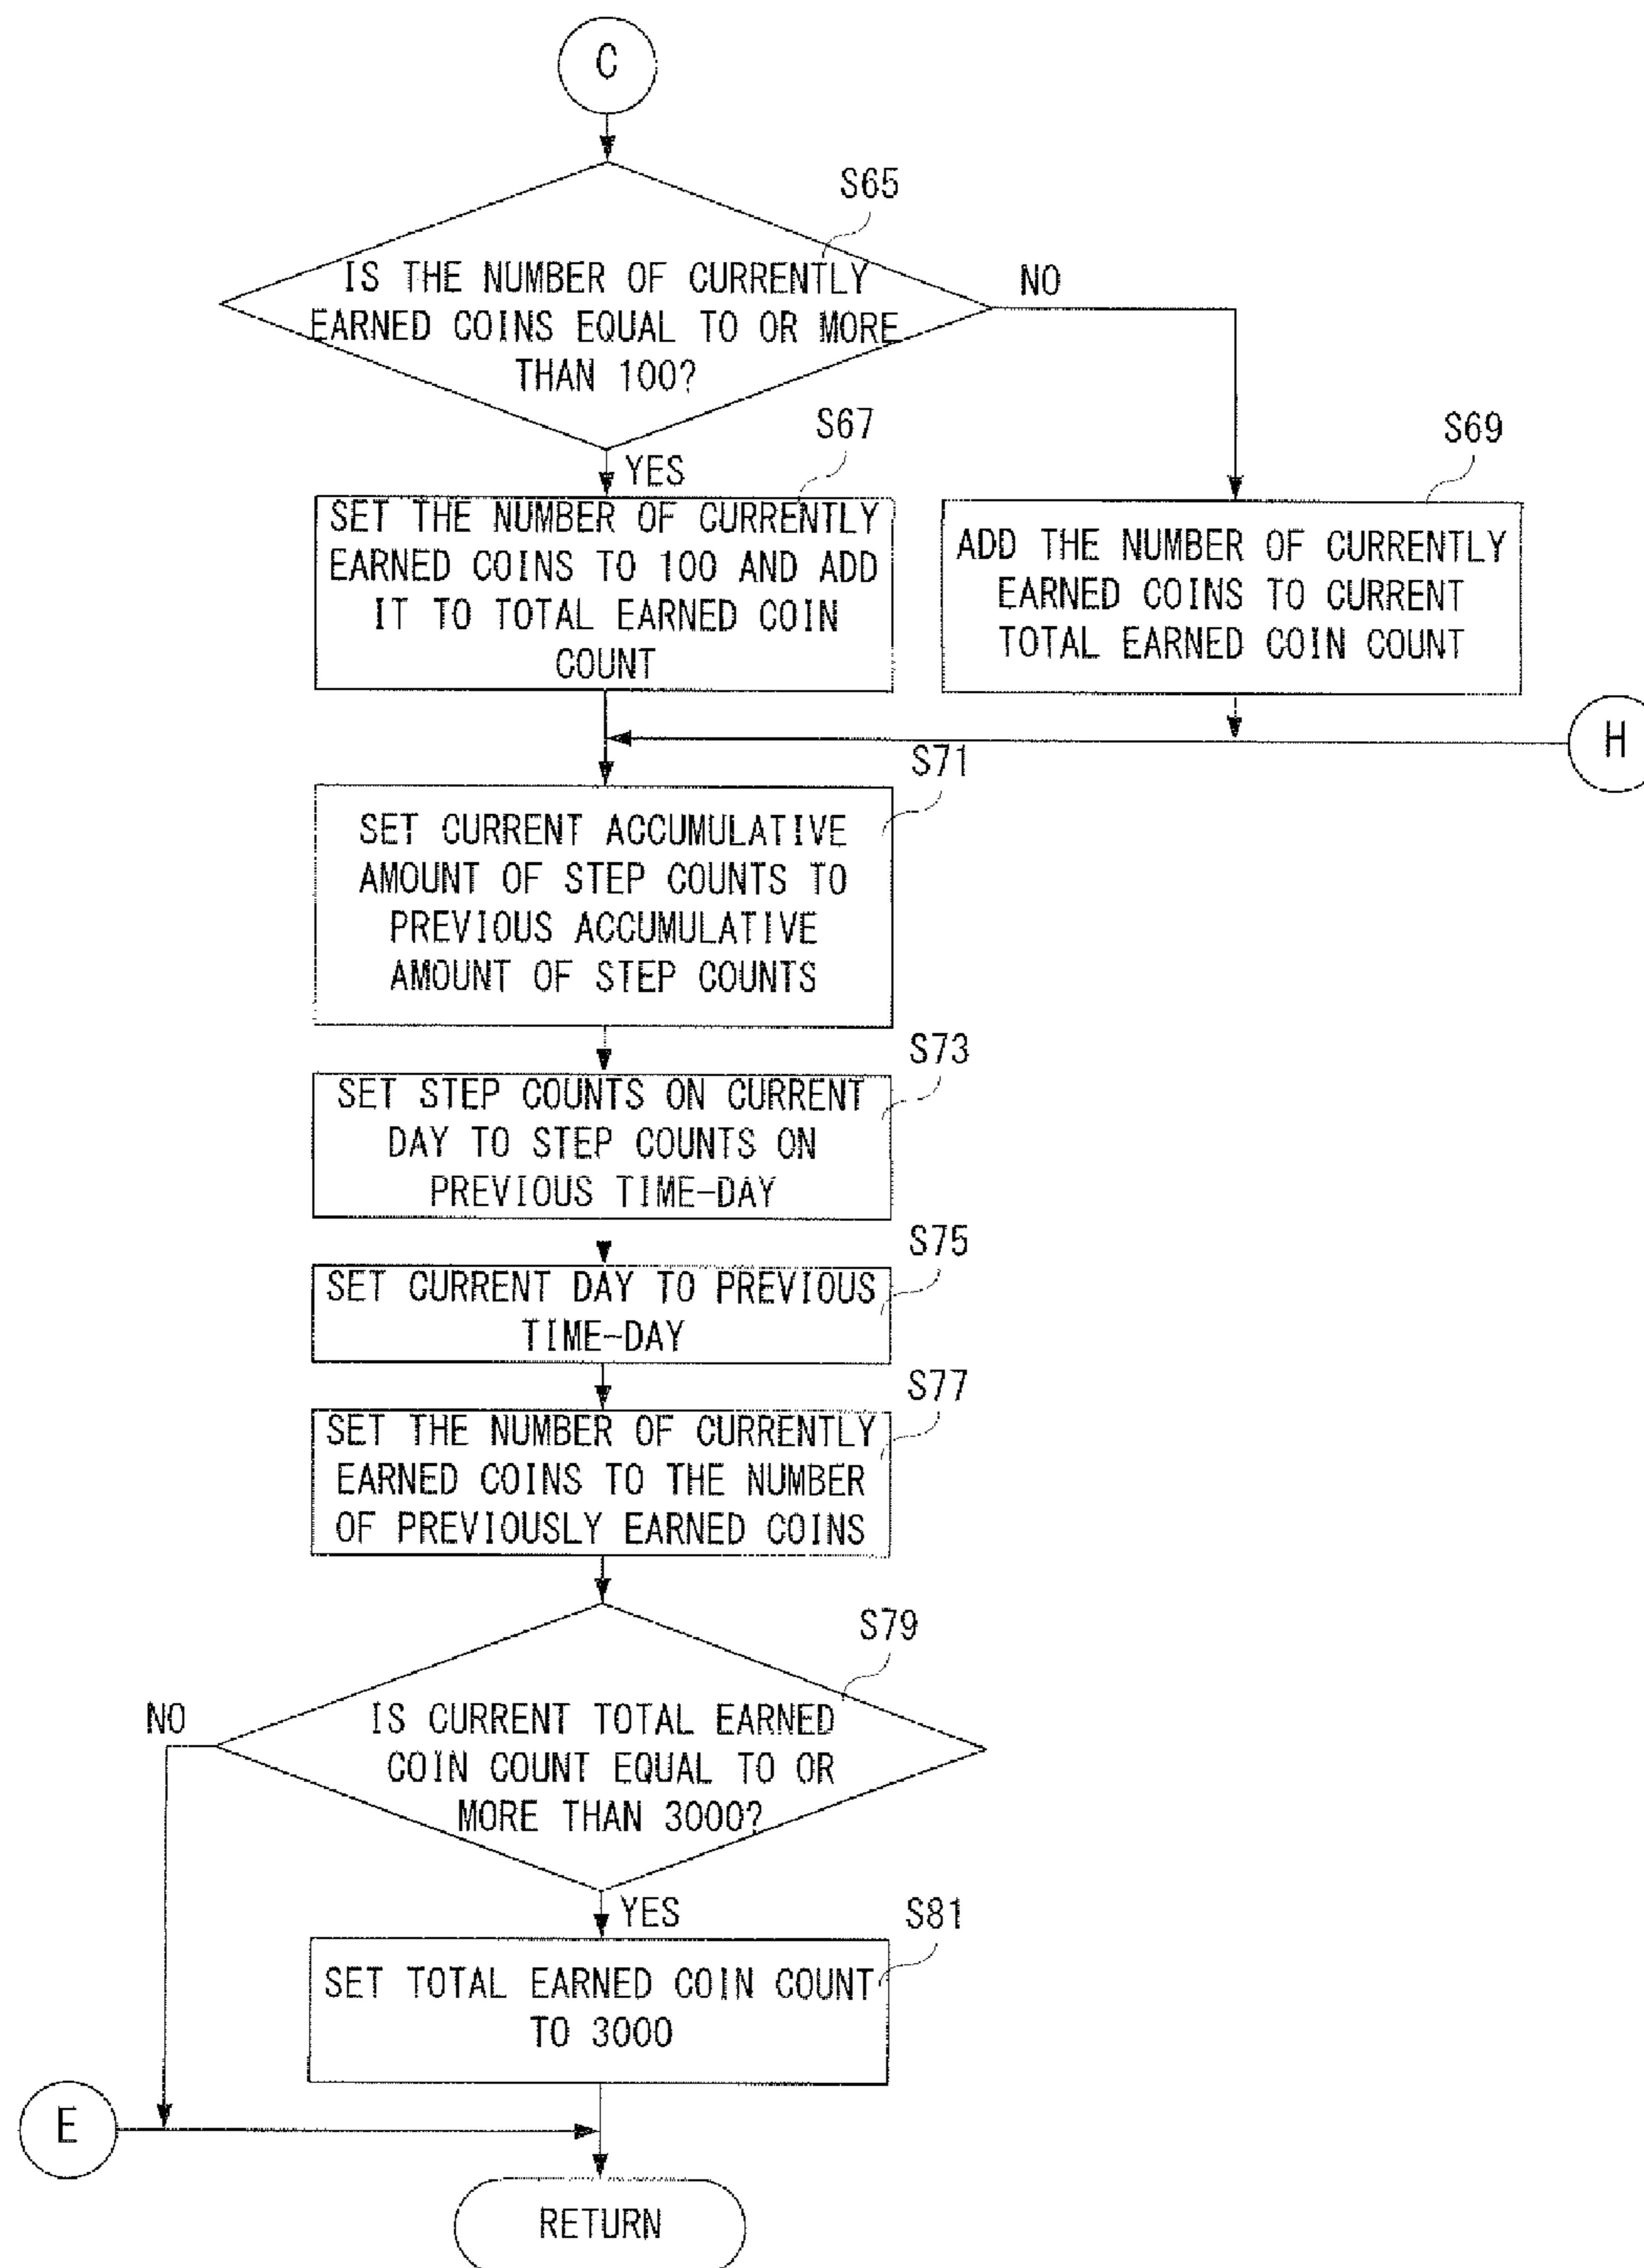 C
S65
IS THE NUMBER OF CURRENTLY
EARNED COINS EQUAL TO OR MORE
THAN 100?
NO
YES
S67
SET THE NUMBER OF CURRENTLY
EARNED COINS TO 100 AND ADD
IT TO TOTAL EARNED COIN
COUNT
S69
ADD THE NUMBER OF CURRENTLY
EARNED COINS TO CURRENT
TOTAL EARNED COIN COUNT
H
S71
SET CURRENT ACCUMULATIVE
AMOUNT OF STEP COUNTS TO
PREVIOUS ACCUMULATIVE
AMOUNT OF STEP COUNTS
S73
SET STEP COUNTS ON CURRENT
DAY TO STEP COUNTS ON
PREVIOUS TIME-DAY
S75
SET CURRENT DAY TO PREVIOUS
TIME-DAY
S77
SET THE NUMBER OF CURRENTLY
EARNED COINS TO THE NUMBER
OF PREVIOUSLY EARNED COINS
S79
NO
IS CURRENT TOTAL EARNED
COIN COUNT EQUAL TO OR
MORE THAN 3000?
YES
S81
SET TOTAL EARNED COIN COUNT
TO 3000
E
RETURN